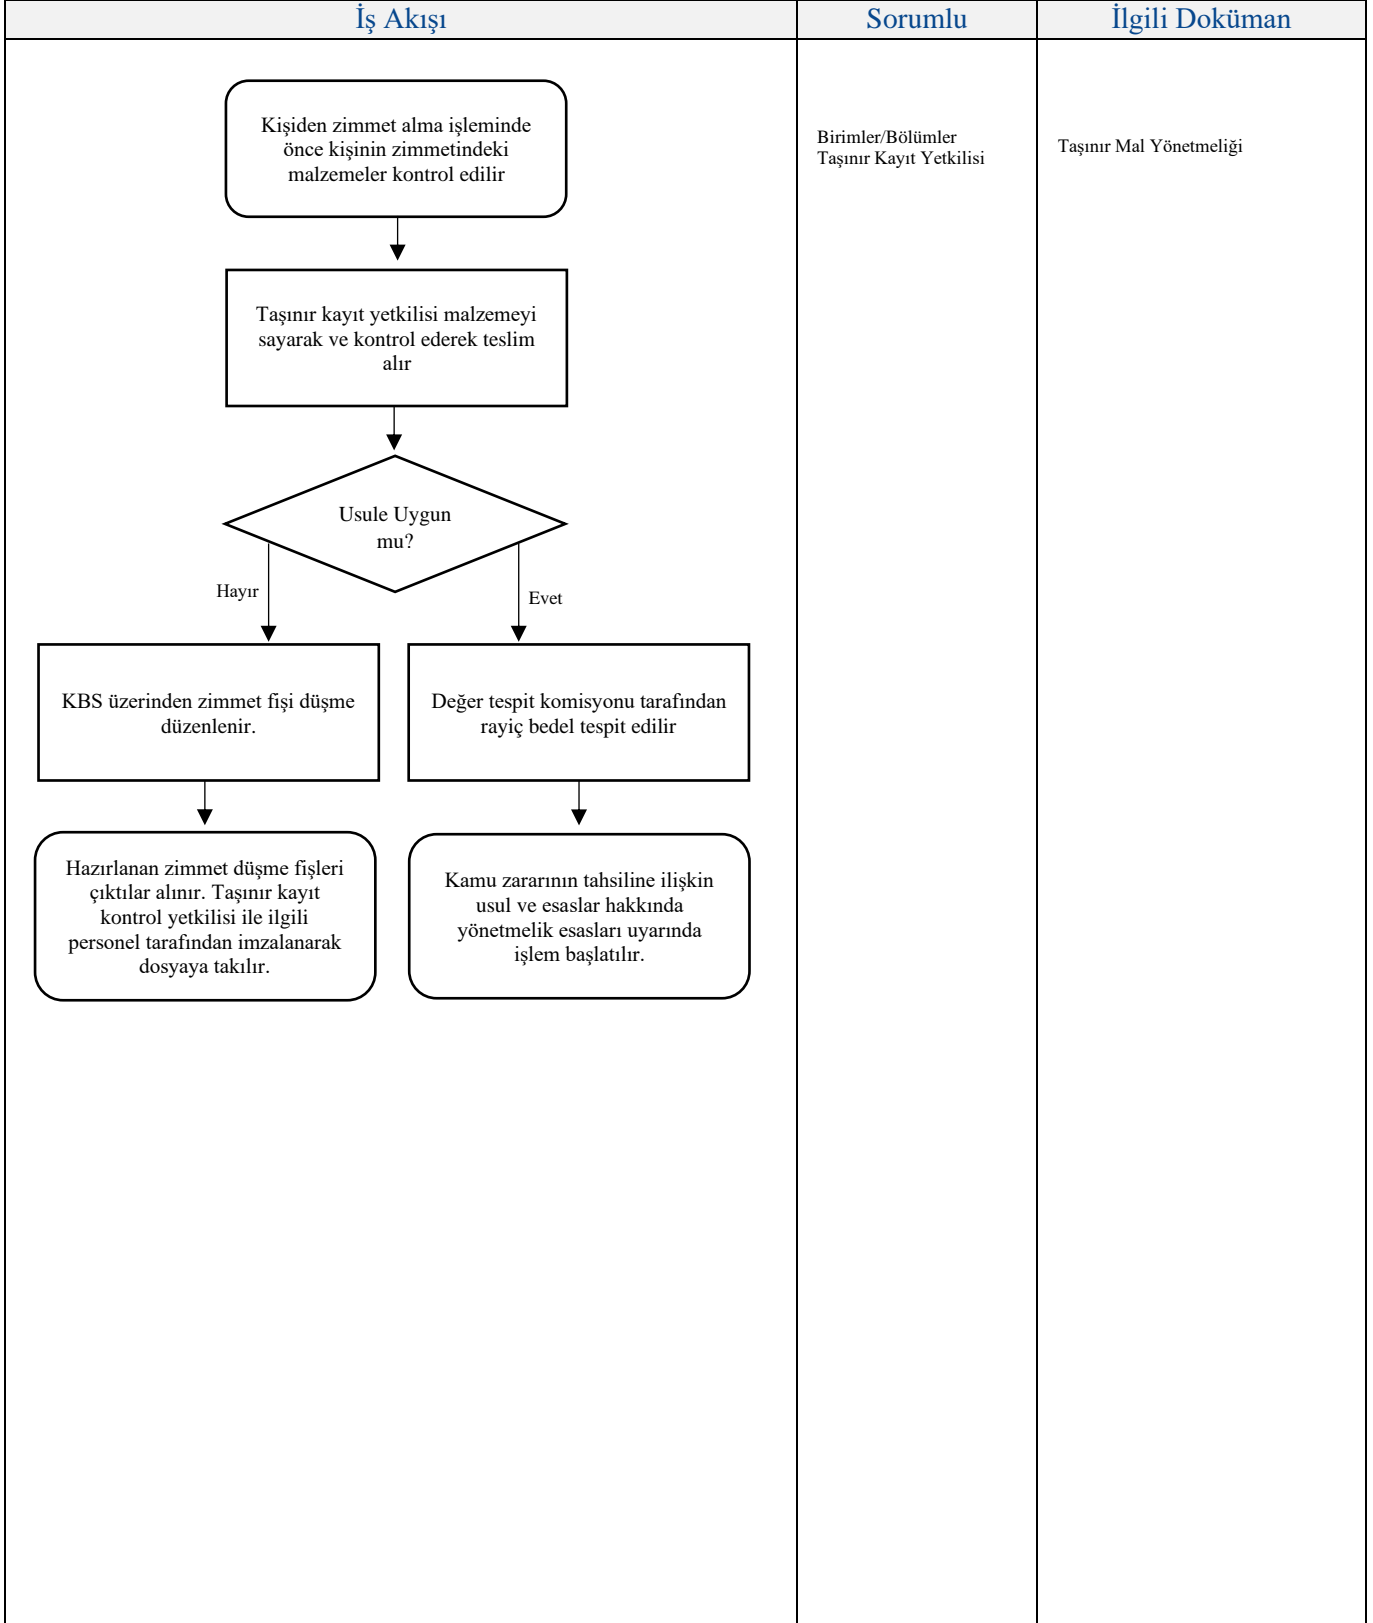 İş Akışı
Sorumlu
İlgili Doküman
Kişiden zimmet alma işleminde
önce kişinin zimmetindeki
malzemeler kontrol edilir
Birimler/Bölümler
Taşınır Kayıt Yetkilisi
Taşınır Mal Yönetmeliği
Taşınır kayıt yetkilisi malzemeyi
sayarak ve kontrol ederek teslim
alır
Usule Uygun
mu?
Hayır
Evet
KBS üzerinden zimmet fişi düşme
düzenlenir.
Değer tespit komisyonu tarafından
rayiç bedel tespit edilir
Hazırlanan zimmet düşme fişleri
çıktılar alınır. Taşınır kayıt
kontrol yetkilisi ile ilgili
personel tarafından imzalanarak
dosyaya takılır.
Kamu zararının tahsiline ilişkin
usul ve esaslar hakkında
yönetmelik esasları uyarında
işlem başlatılır.